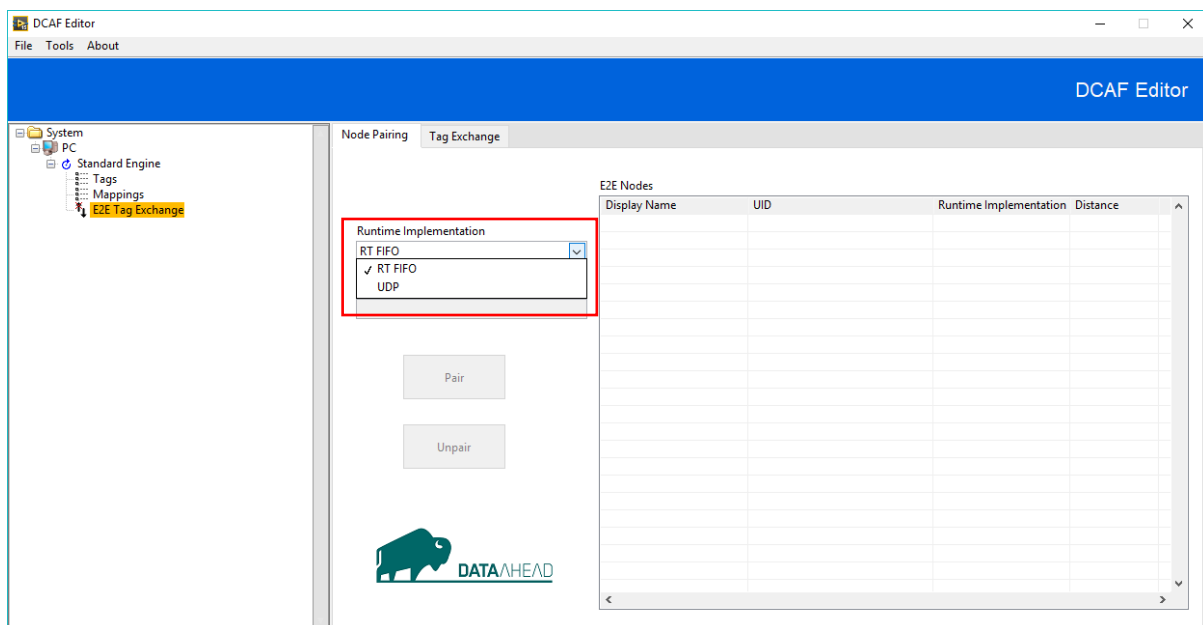 DCAF Editor
File Tools About
DCAF Editor
System
PC
Standard Engine
Tags
Mappings
E2E Tag Exchange
Node Pairing Tag Exchange
Runtime Implementation
RT FIFO
RT FIFO
UDP
Pair
Unpair
DATAAHEAD
E2E Nodes
Display Name UID Runtime Implementation Distance